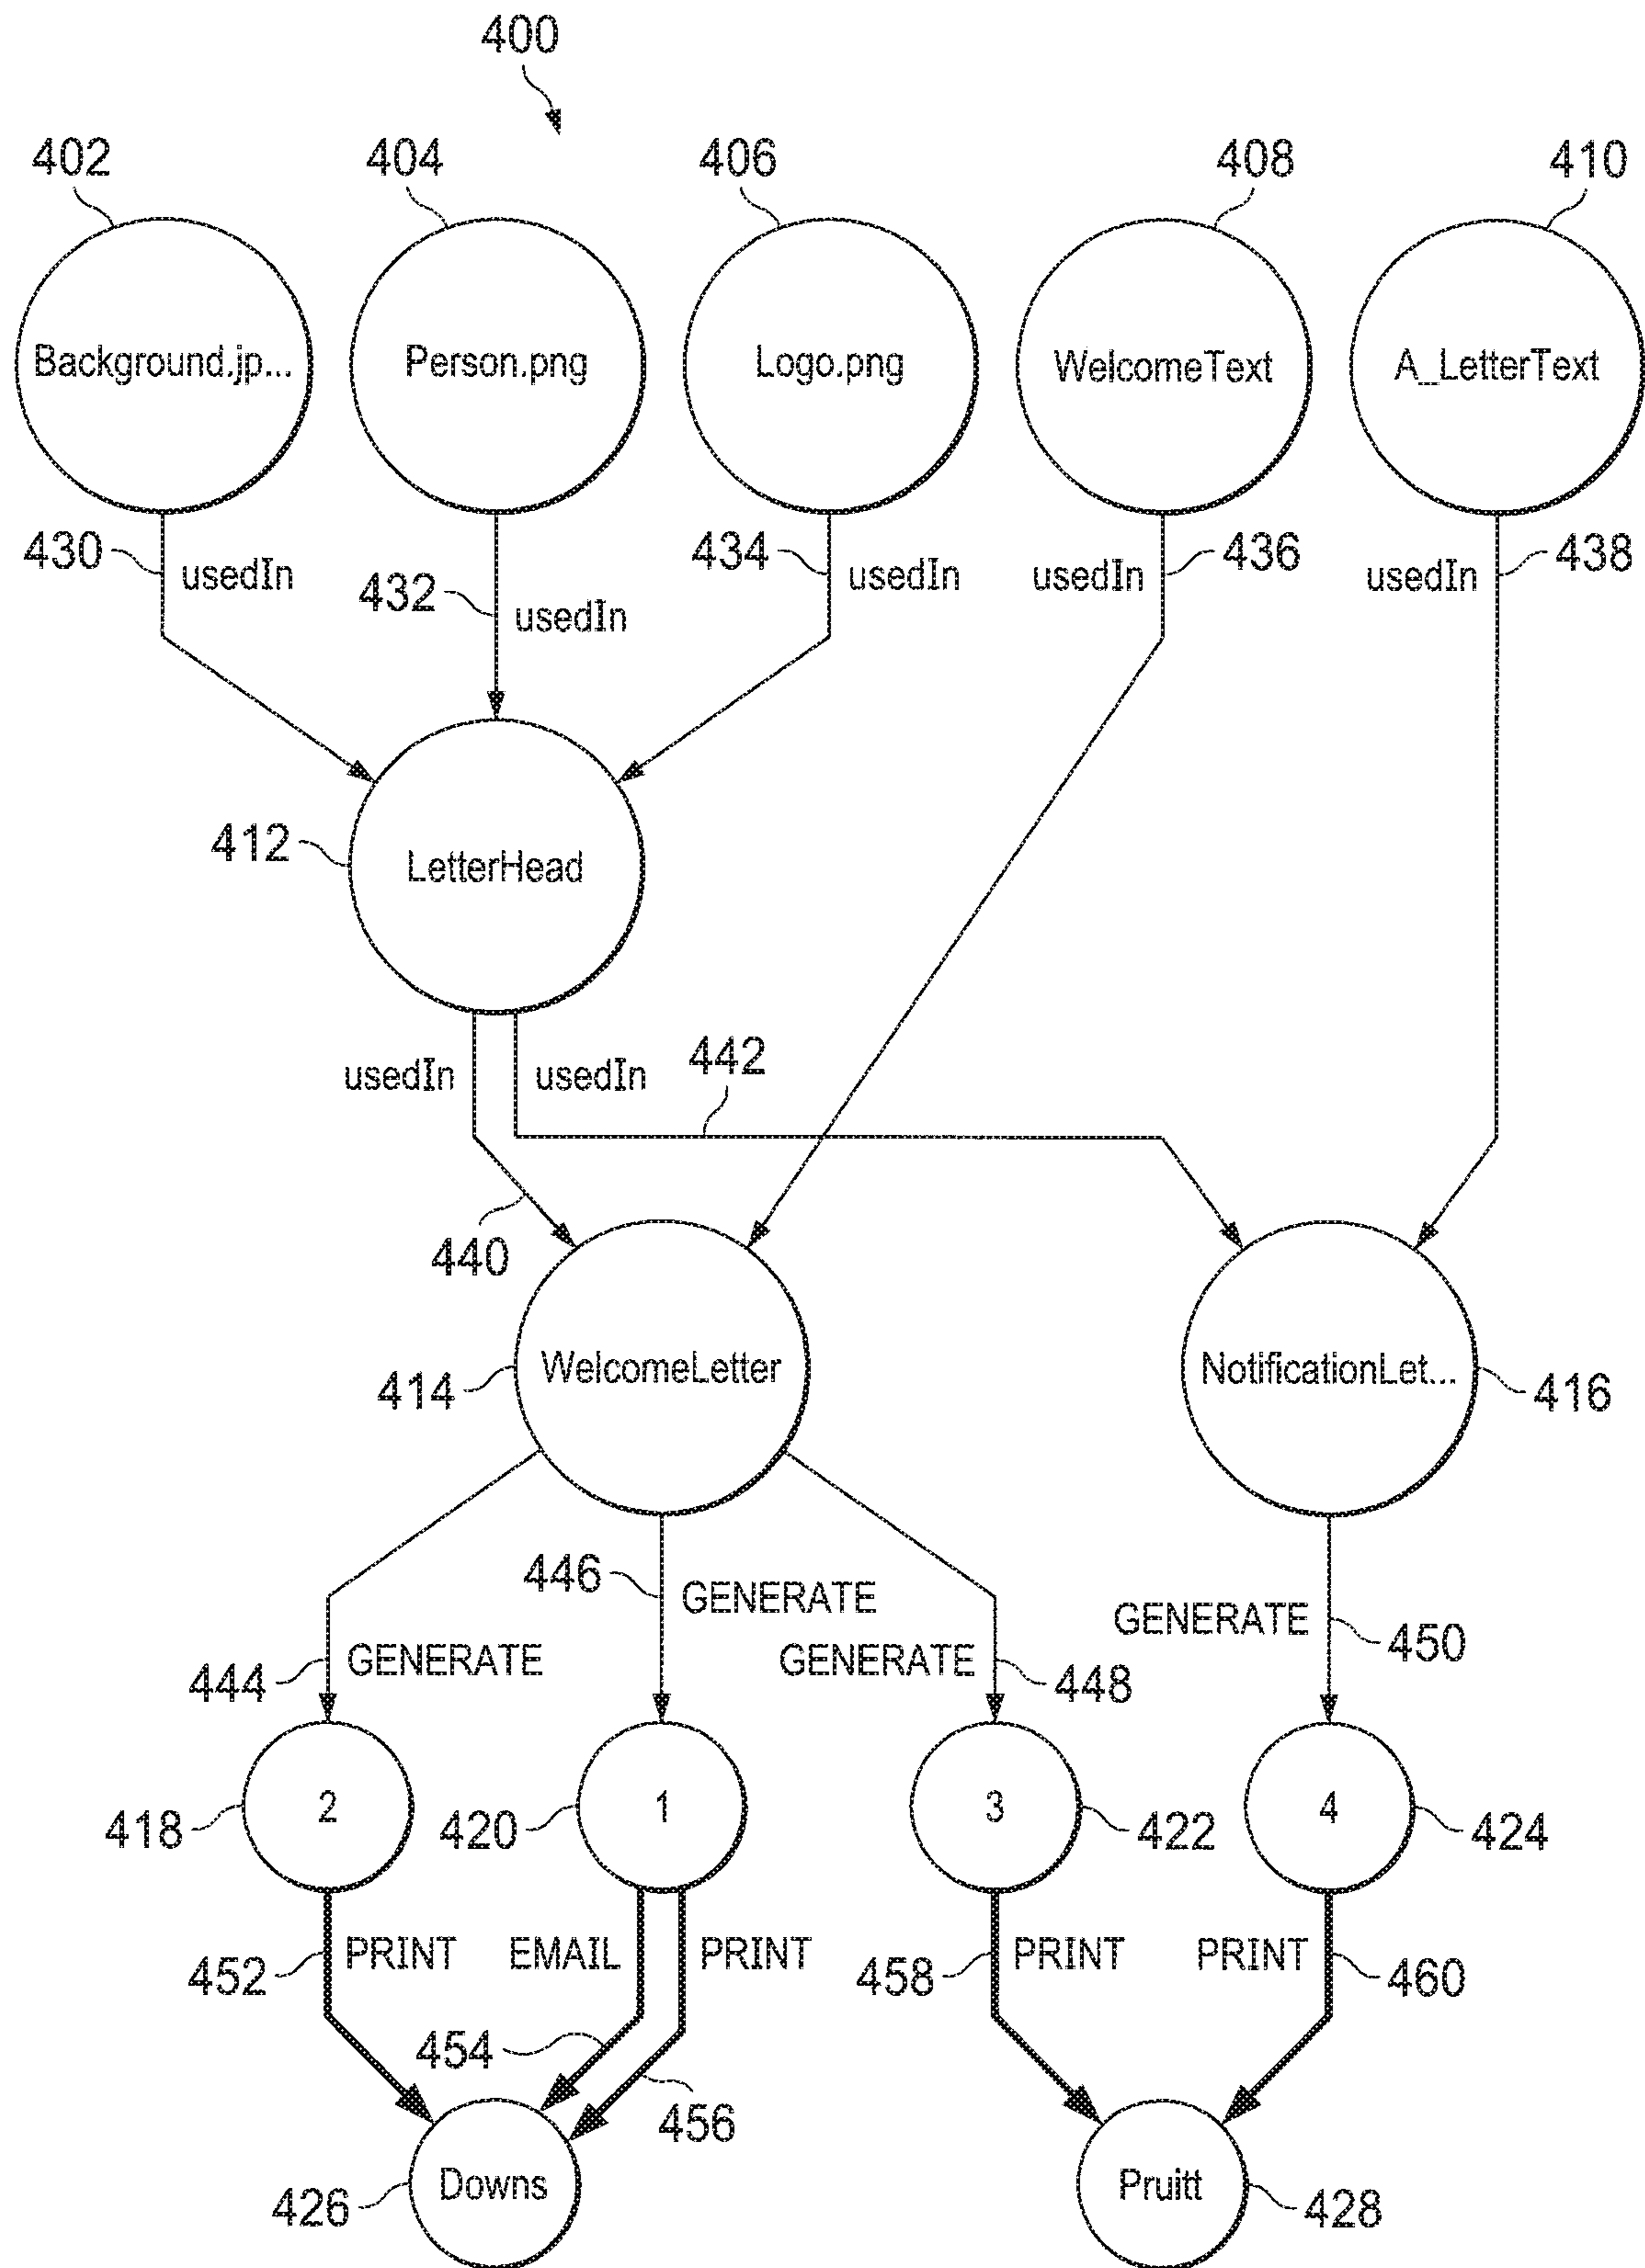 400
402
404
406
408
410
Background.jp...
Person.png
Logo.png
WelcomeText
A_LetterText
430
usedIn
432
usedIn
434
usedIn
usedIn
436
usedIn
438
412
LetterHead
usedIn
usedIn
442
440
414
WelcomeLetter
NotificationLet...
416
446
GENERATE
GENERATE
450
444
GENERATE
GENERATE
448
418
2
420
1
3
422
4
424
452
PRINT
EMAIL
PRINT
458
PRINT
PRINT
460
454
456
426
Downs
Pruitt
428